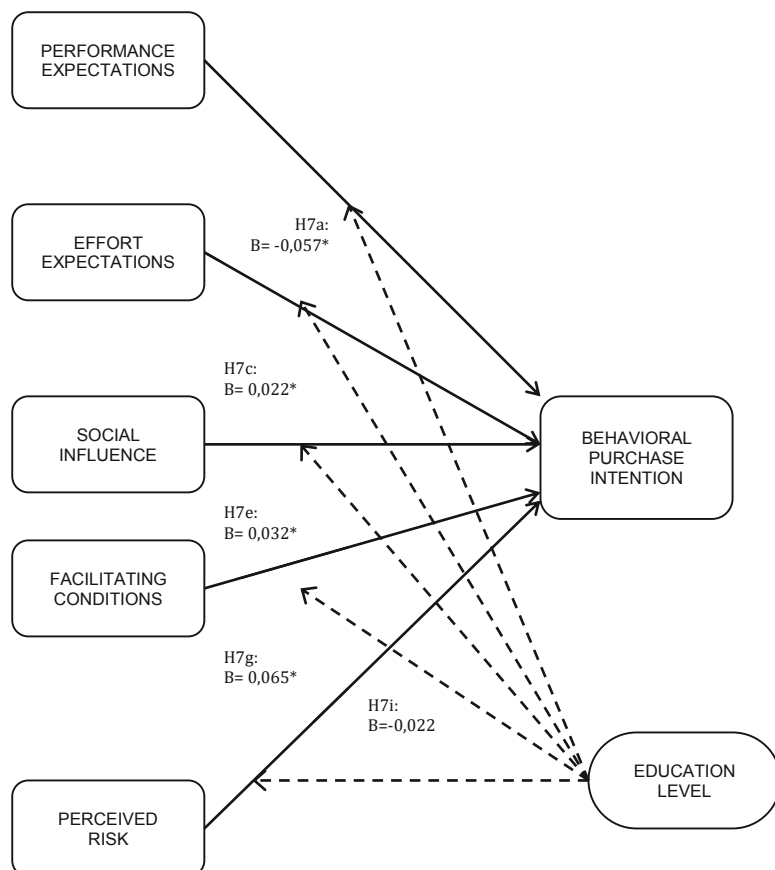 PERFORMANCE
EXPECTATIONS
H7a:
B= -0,057*
EFFORT
EXPECTATIONS
H7c:
B= 0,022*
SOCIAL
INFLUENCE
BEHAVIORAL
PURCHASE
INTENTION
H7e:
B= 0,032*
FACILITATING
CONDITIONS
H7g:
B= 0,065*
H7i:
B=-0,022
EDUCATION
LEVEL
PERCEIVED
RISK